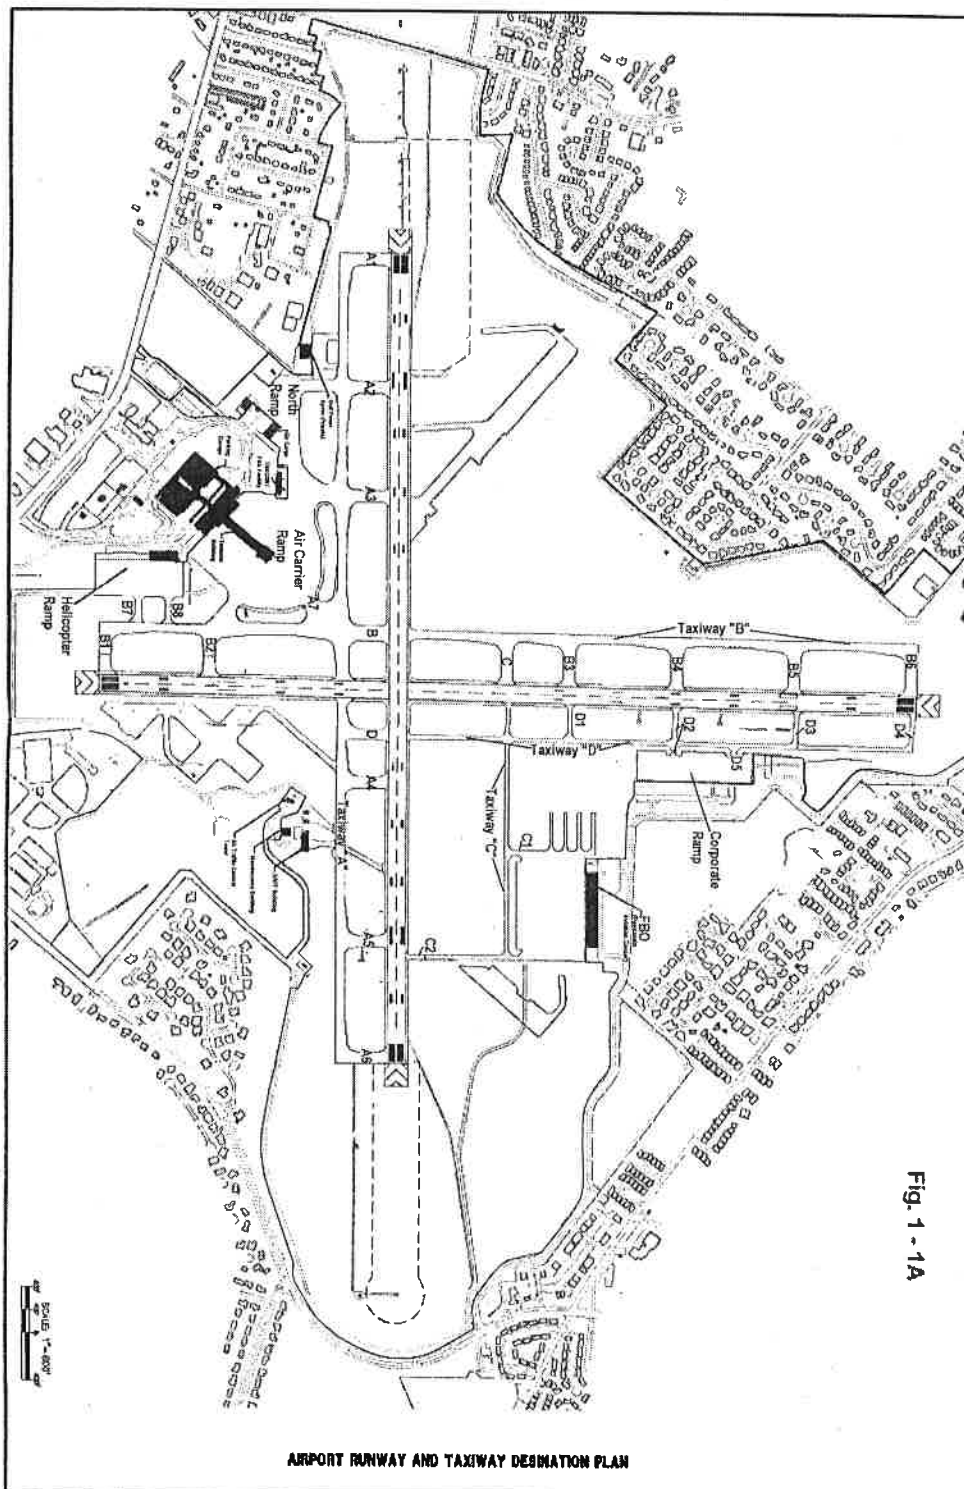 Fig. 1 - 1A
A1
A2
North
Ramp
A3
Air Carrier
Ramp
A7
Helicopter
Ramp
B7
B8
B1
B2
B
C
B3
Taxiway "B"
B4
B5
B6
D
D1
Taxiway "D"
D2
D3
D4
D5
A4
Taxiway "A"
Taxiway "C"
C1
Corporate
Ramp
FBO
A5
C2
A6
SCALE: 1"=800'
AIRPORT RUNWAY AND TAXIWAY DESINATION PLAN